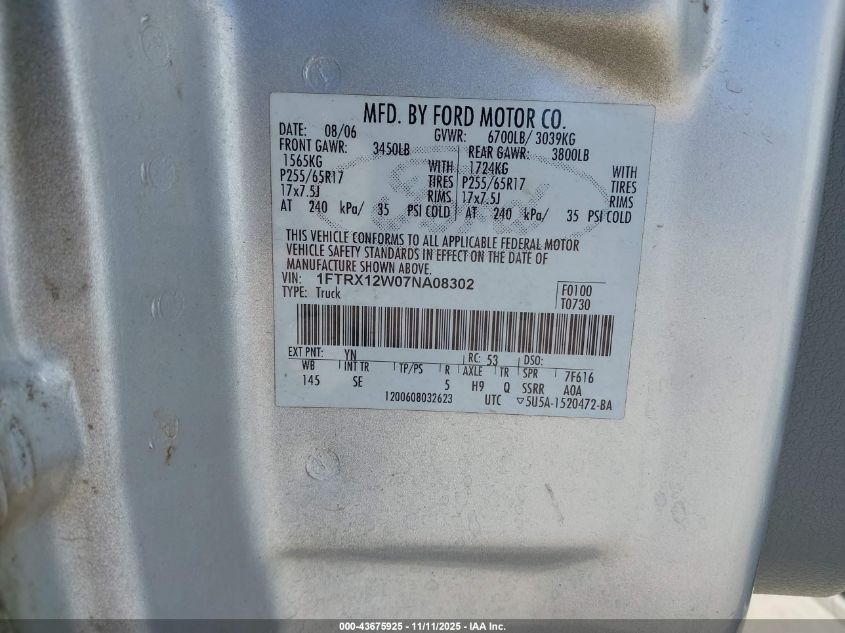 MFD. BY FORD MOTOR CO.
DATE: 08/06 GVWR: 6700LB/ 3039KG
FRONT GAWR: 3450LB REAR GAWR: 3800LB
1565KG WITH 1724KG WITH
P255/65R17 TIRES P255/65R17 TIRES
17x7.5J RIMS 17x7.5J RIMS
AT 240 kPa/ 35 PSI COLD AT 240 kPa/ 35 PSI COLD
THIS VEHICLE CONFORMS TO ALL APPLICABLE FEDERAL MOTOR
VEHICLE SAFETY STANDARDS IN EFFECT ON THE DATE OF
MANUFACTURE SHOWN ABOVE.
VIN: 1FTRX12W07NA08302 F0100
TYPE: Truck T0730
EXT PNT: YN RC: 53 DSO:
WB INT TR TP/PS R AXLE TR SPR 7F616
145 SE 5 H9 Q SSRR A0A
1200608032623 UTC ▽5U5A-1520472-BA
000-43675925 - 11/11/2025 - IAA Inc.